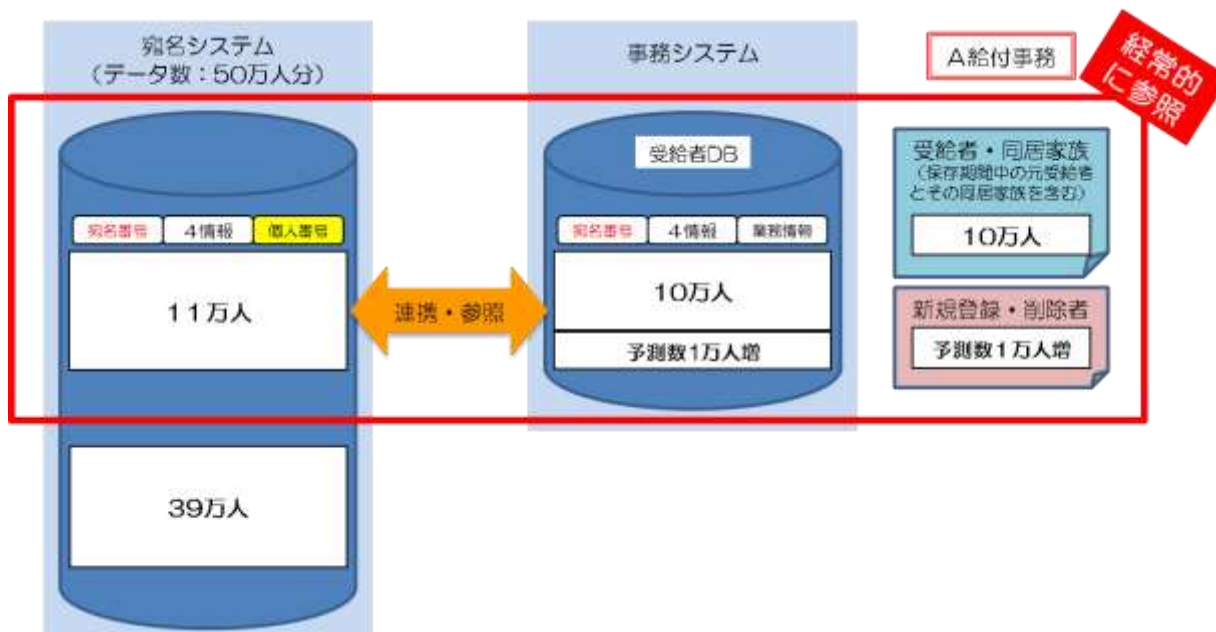 宛名システム
（データ数：50万人分）
事務システム
A給付事務
経常的
に参照
受給者DB
受給者・同居家族
（保存期間中の元受給者
とその同居家族を含む）
10万人
宛名番号
4情報
個人番号
宛名番号
4情報
業務情報
11万人
連携・参照
10万人
予測数1万人増
新規登録・削除者
予測数1万人増
39万人